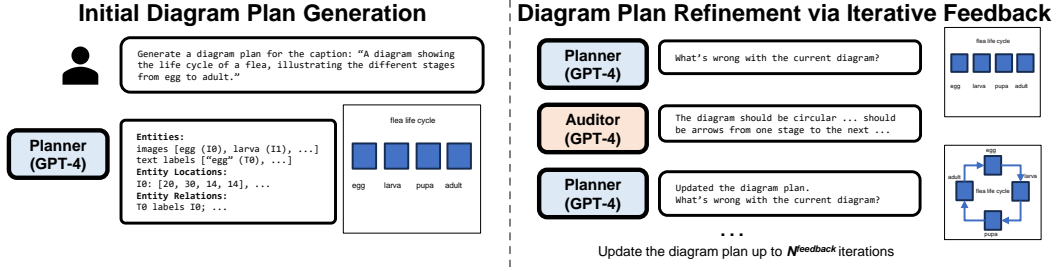 Initial Diagram Plan Generation
Generate a diagram plan for the caption: “A diagram showing
the life cycle of a flea, illustrating the different stages
from egg to adult.”
Planner
(GPT-4)
Entities:
images [egg (I0), larva (I1), ...]
text labels [“egg” (T0), ...]
Entity Locations:
I0: [20, 30, 14, 14], ...
Entity Relations:
T0 labels I0; ...
flea life cycle
egg larva pupa adult
Diagram Plan Refinement via Iterative Feedback
Planner
(GPT-4)
What’s wrong with the current diagram?
flea life cycle
egg larva pupa adult
Auditor
(GPT-4)
The diagram should be circular ... should
be arrows from one stage to the next ...
Planner
(GPT-4)
Updated the diagram plan.
What’s wrong with the current diagram?
egg
adult larva
flea life cycle
pupa
...
Update the diagram plan up to N^feedback iterations